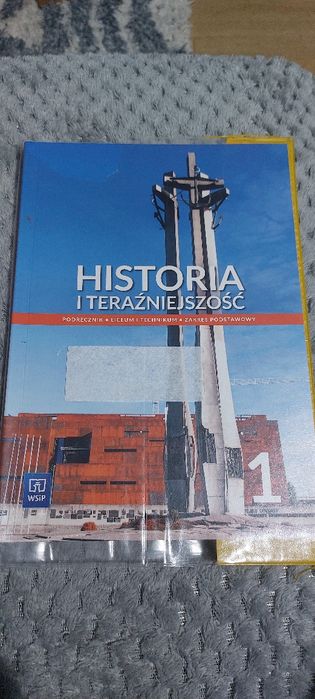 HISTORIA
I TERAŹNIEJSZOŚĆ
PODRĘCZNIK • LICEUM I TECHNIKUM • ZAKRES PODSTAWOWY
1
WSiP